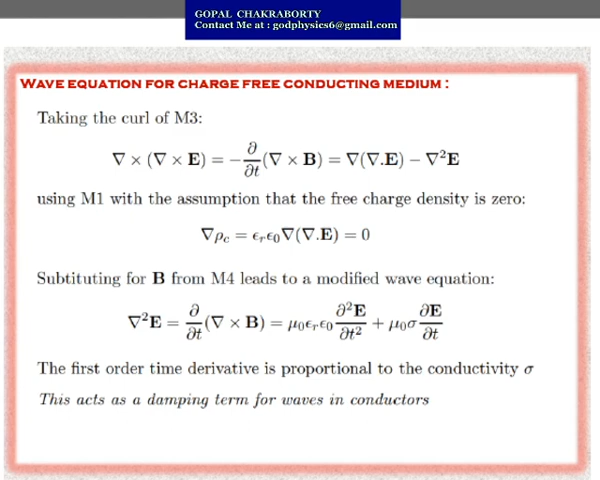 GOPAL CHAKRABORTY
Contact Me at : godphysics6@gmail.com
WAVE EQUATION FOR CHARGE FREE CONDUCTING MEDIUM :
Taking the curl of M3:
∇ × (∇ × E) = −∂/∂t(∇ × B) = ∇(∇.E) − ∇²E
using M1 with the assumption that the free charge density is zero:
∇ρc = ϵrϵ0∇(∇.E) = 0
Subtituting for B from M4 leads to a modified wave equation:
∇²E = ∂/∂t(∇ × B) = μ0ϵrϵ0 ∂²E/∂t² + μ0σ ∂E/∂t
The first order time derivative is proportional to the conductivity σ
This acts as a damping term for waves in conductors